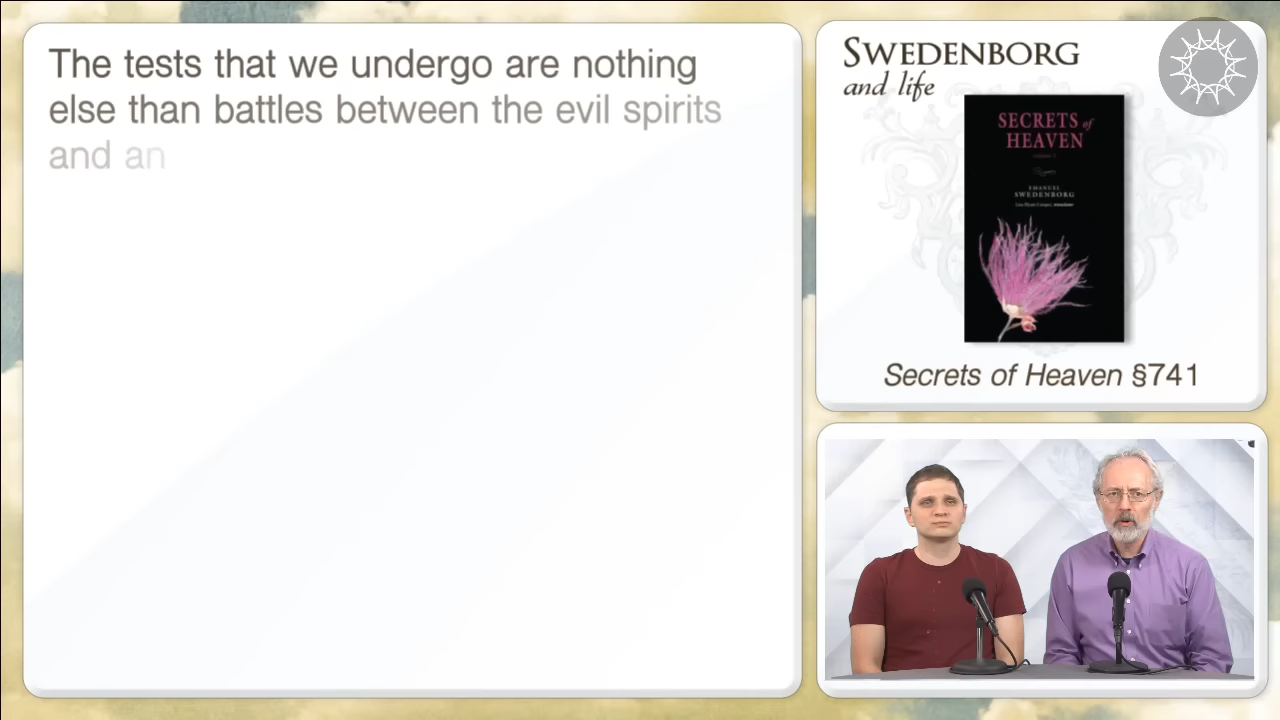 The tests that we undergo are nothing
else than battles between the evil spirits
and an
SWEDENBORG
and life
SECRETS of
HEAVEN
EMANUEL
SWEDENBORG
Secrets of Heaven §741